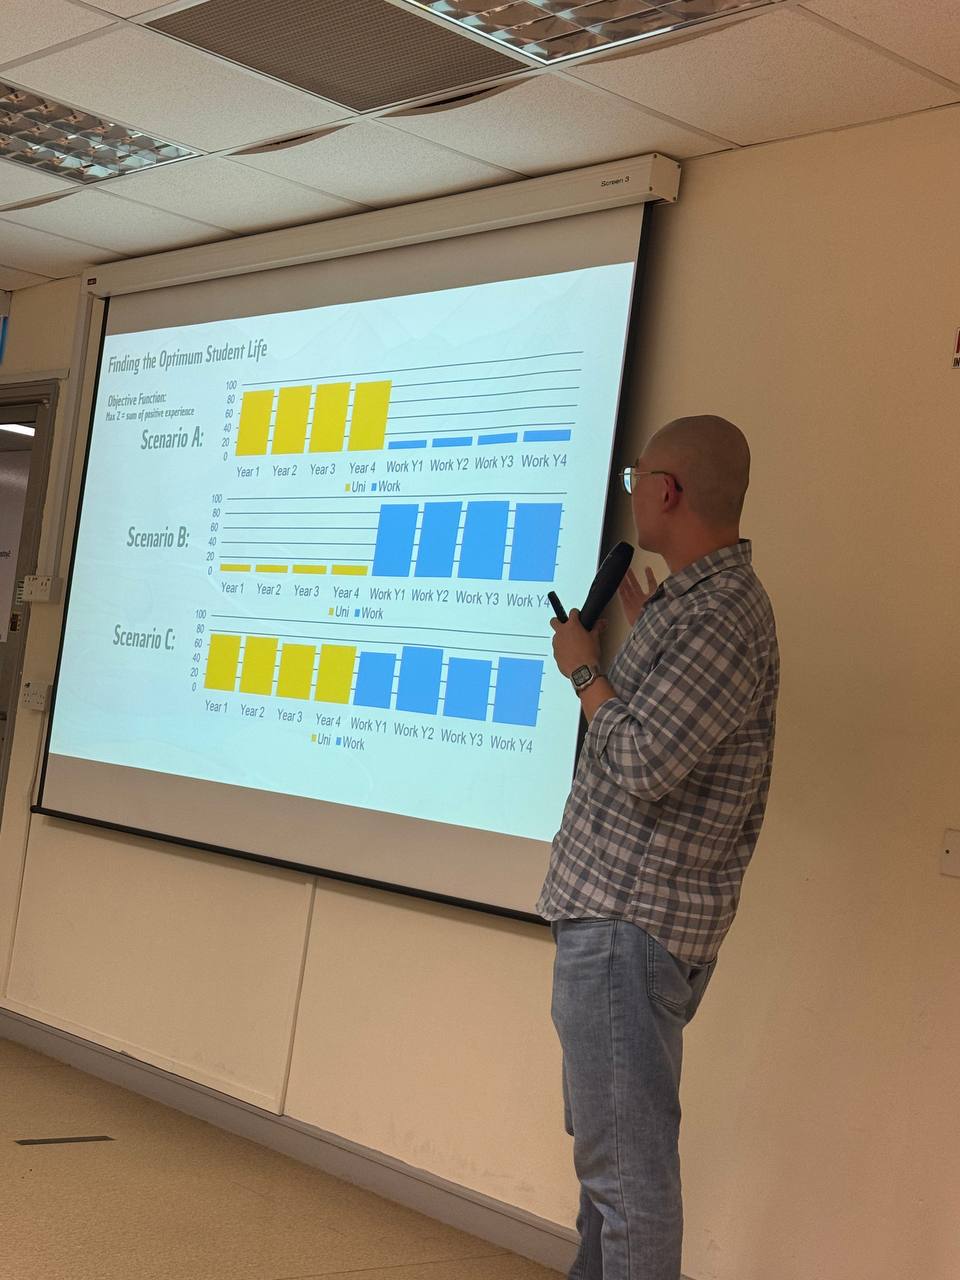 Screen 3
Finding the Optimum Student Life
Objective Function:
Max Z = sum of positive experience
Scenario A:
100
80
60
40
20
0
Year 1 Year 2 Year 3 Year 4 Work Y1 Work Y2 Work Y3 Work Y4
Uni Work
Scenario B:
100
80
60
40
20
0
Year 1 Year 2 Year 3 Year 4 Work Y1 Work Y2 Work Y3 Work Y4
Uni Work
Scenario C:
100
80
60
40
20
0
Year 1 Year 2 Year 3 Year 4 Work Y1 Work Y2 Work Y3 Work Y4
Uni Work